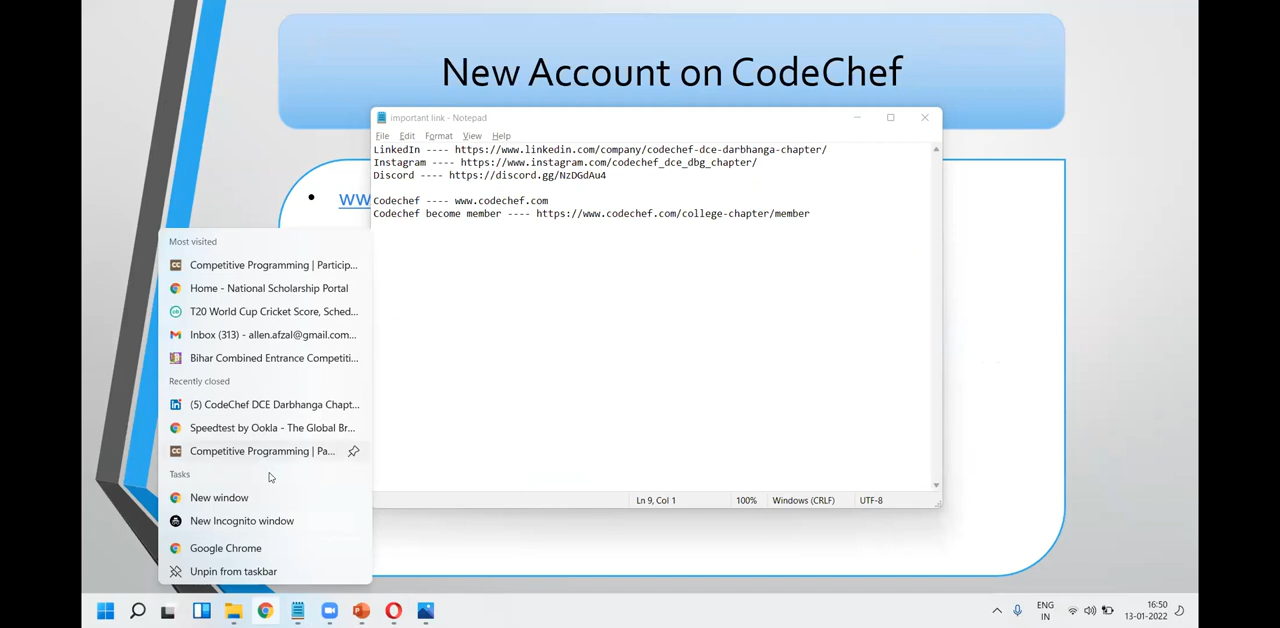 New Account on CodeChef
important link - Notepad
File Edit Format View Help
LinkedIn ---- https://www.linkedin.com/company/codechef-dce-darbhanga-chapter/
Instagram ---- https://www.instagram.com/codechef_dce_dbg_chapter/
Discord ---- https://discord.gg/NzDGdAu4
Codechef ---- www.codechef.com
Codechef become member ---- https://www.codechef.com/college-chapter/member
• ww
Most visited
Competitive Programming | Particip...
Home - National Scholarship Portal
T20 World Cup Cricket Score, Sched...
Inbox (313) - allen.afzal@gmail.com...
Bihar Combined Entrance Competiti...
Recently closed
(5) CodeChef DCE Darbhanga Chapt...
Speedtest by Ookla - The Global Br...
Competitive Programming | Pa...
Tasks
New window
New Incognito window
Google Chrome
Unpin from taskbar
Ln 9, Col 1 100% Windows (CRLF) UTF-8
ENG
IN
16:50
13-01-2022